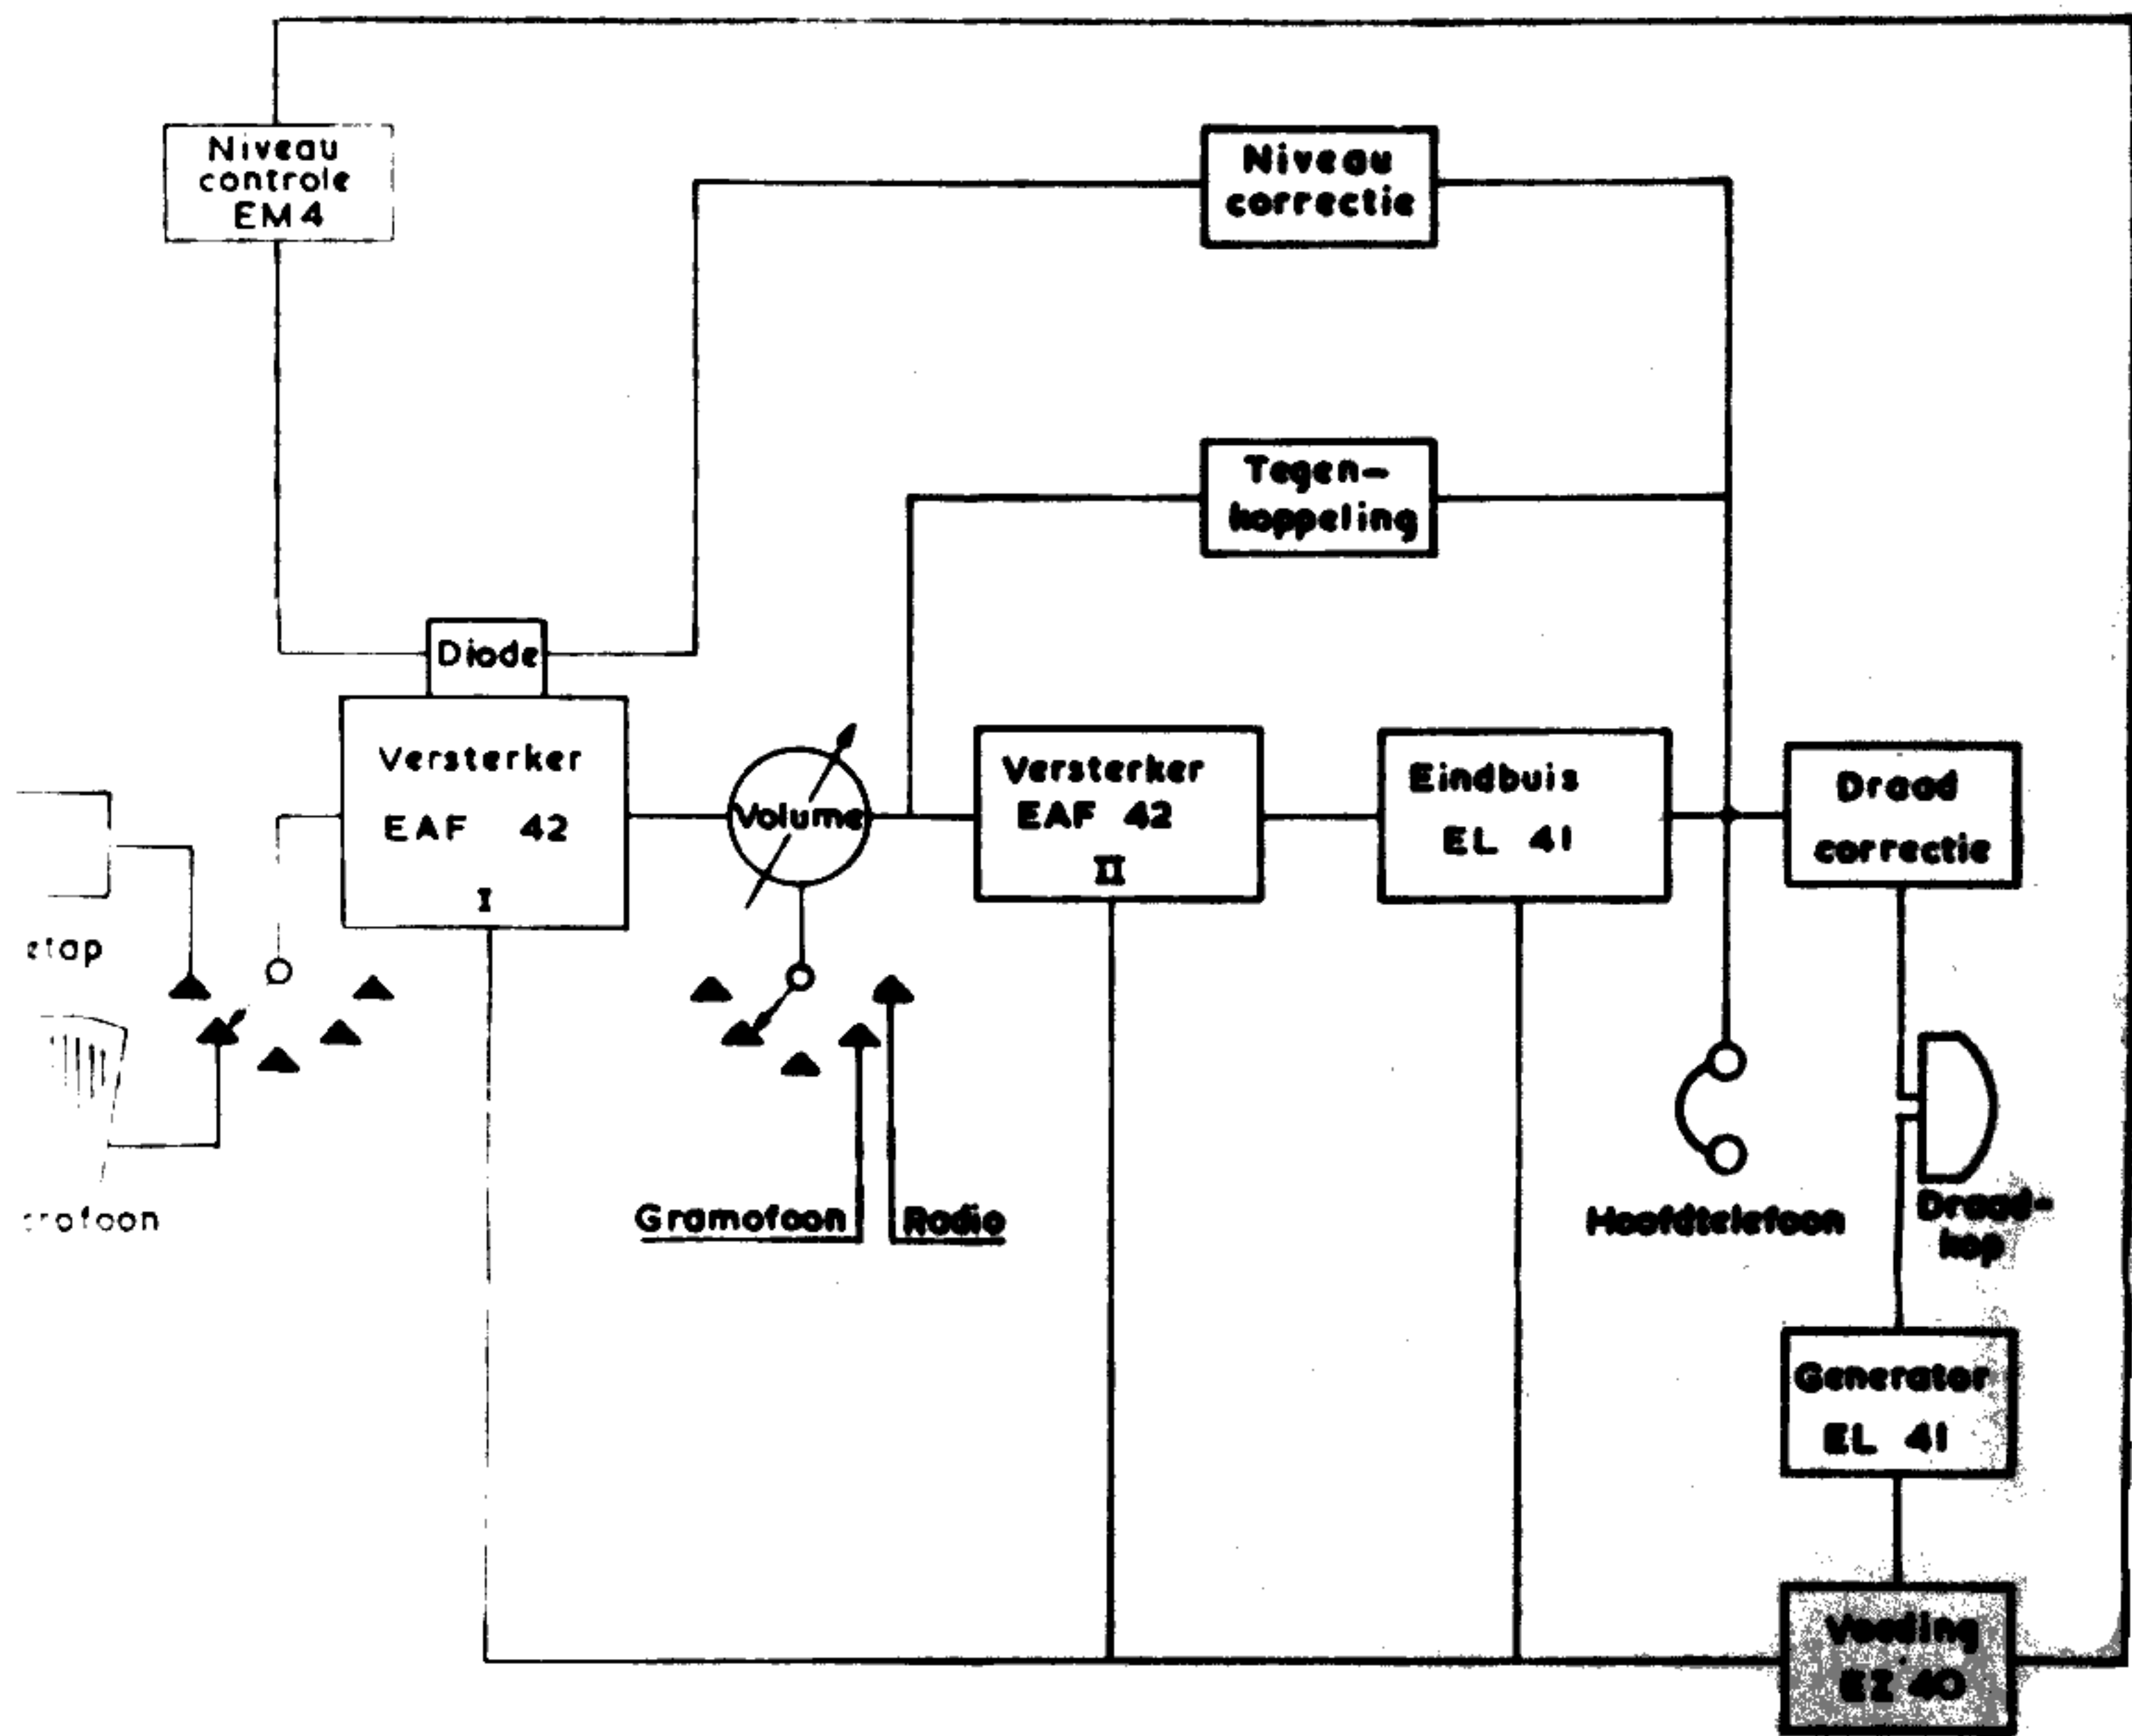 Niveau
controle
EM4
Niveau
correctie
Tegen-
koppeling
Diode
Versterker
EAF 42
I
Volume
Versterker
EAF 42
II
Eindbuis
EL 41
Draad
correctie
Gramofoon
Radio
Hoofdtelefoon
Draad-
kop
Generator
EL 41
Voeding
EZ 40